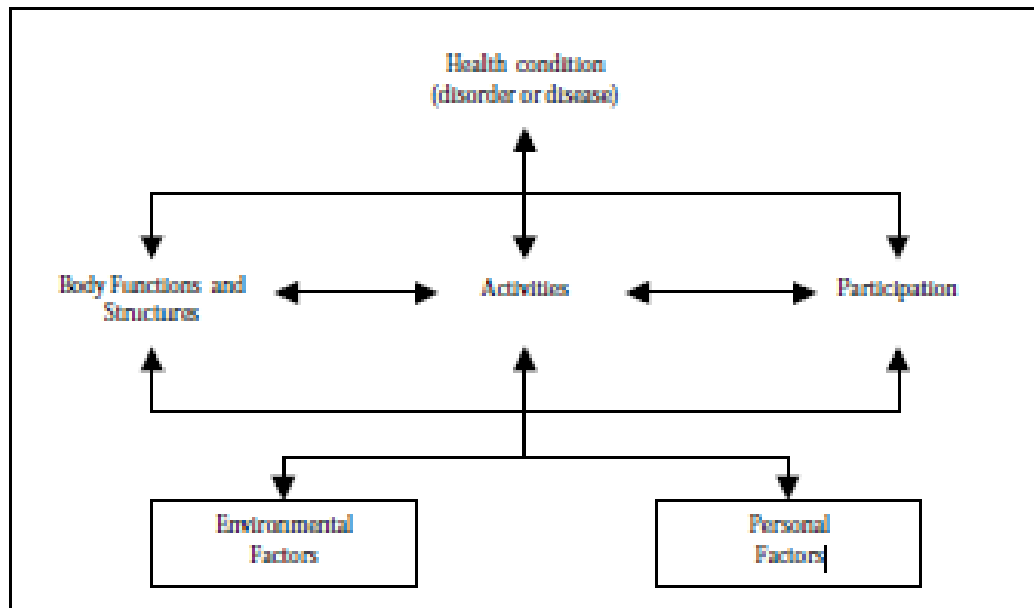 Health condition
(disorder or disease)
Body Functions and
Structures
Activities
Participation
Environmental
Factors
Personal
Factors